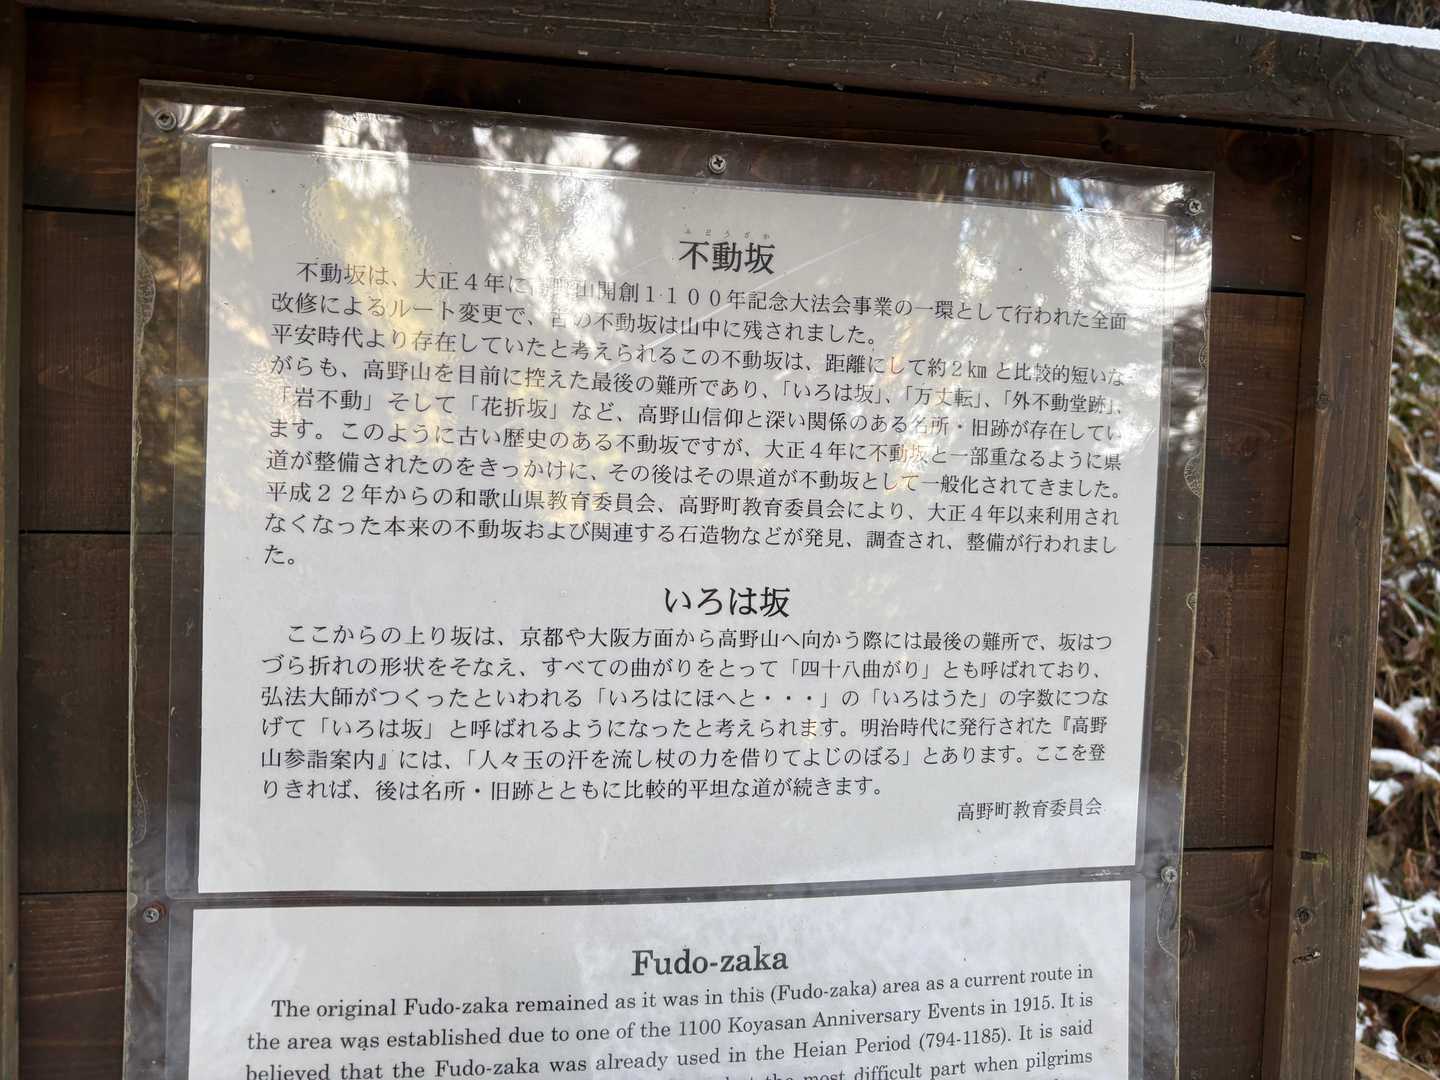 ふどうざか
不動坂
不動坂は、大正４年に高野山開創１１００年記念大法会事業の一環として行われた全面
改修によるルート変更で、昔の不動坂は山中に残されました。
平安時代より存在していたと考えられるこの不動坂は、距離にして約２㎞と比較的短いな
がらも、高野山を目前に控えた最後の難所であり、「いろは坂」、「万丈転」、「外不動堂跡」、
「岩不動」そして「花折坂」など、高野山信仰と深い関係のある名所・旧跡が存在してい
ます。このように古い歴史のある不動坂ですが、大正４年に不動坂と一部重なるように県
道が整備されたのをきっかけに、その後はその県道が不動坂として一般化されてきました。
平成２２年からの和歌山県教育委員会、高野町教育委員会により、大正４年以来利用され
なくなった本来の不動坂および関連する石造物などが発見、調査され、整備が行われまし
た。
いろは坂
ここからの上り坂は、京都や大阪方面から高野山へ向かう際には最後の難所で、坂はつ
づら折れの形状をそなえ、すべての曲がりをとって「四十八曲がり」とも呼ばれており、
弘法大師がつくったといわれる「いろはにほへと・・・」の「いろはうた」の字数につな
げて「いろは坂」と呼ばれるようになったと考えられます。明治時代に発行された『高野
山参詣案内』には、「人々玉の汗を流し杖の力を借りてよじのぼる」とあります。ここを登
りきれば、後は名所・旧跡とともに比較的平坦な道が続きます。
高野町教育委員会
Fudo-zaka
The original Fudo-zaka remained as it was in this (Fudo-zaka) area as a current route in
the area was established due to one of the 1100 Koyasan Anniversary Events in 1915. It is
believed that the Fudo-zaka was already used in the Heian Period (794-1185). It is said
the most difficult part when pilgrims